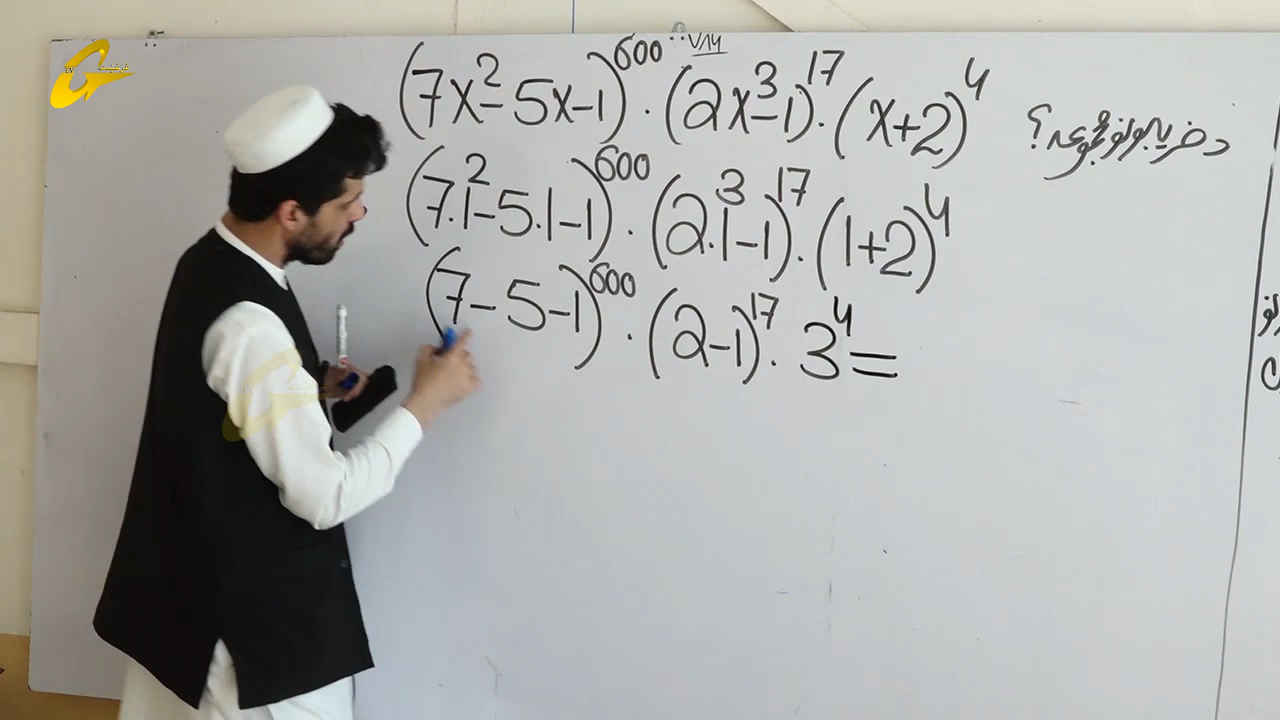 ۷۸۲
(7x²-5x-1)⁶⁰⁰ · (2x³-1)¹⁷ · (x+2)⁴ د ضریبونو مجموعه؟
(7.1²-5.1-1)⁶⁰⁰ · (2.1³-1)¹⁷ · (1+2)⁴
(7-5-1)⁶⁰⁰ · (2-1)¹⁷ · 3⁴ =